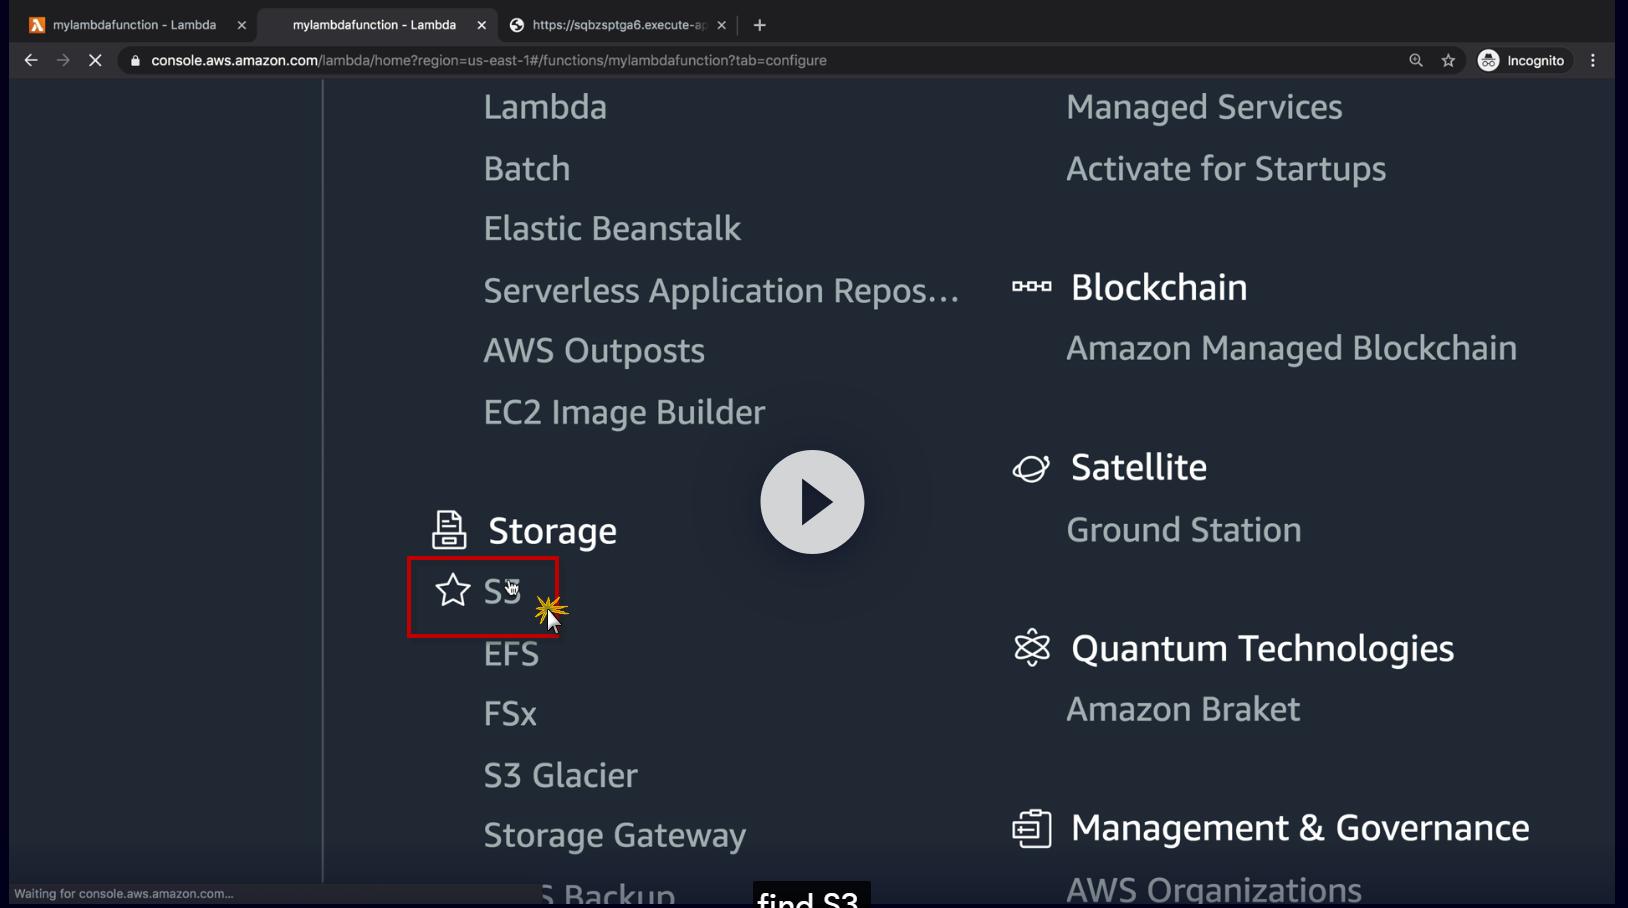 mylambdafunction - Lambda
mylambdafunction - Lambda
https://sqbzsptga6.execute-ap
console.aws.amazon.com/lambda/home?region=us-east-1#/functions/mylambdafunction?tab=configure
Incognito
Lambda
Batch
Elastic Beanstalk
Serverless Application Repos...
AWS Outposts
EC2 Image Builder
Storage
S3
EFS
FSx
S3 Glacier
Storage Gateway
S Backup
Managed Services
Activate for Startups
Blockchain
Amazon Managed Blockchain
Satellite
Ground Station
Quantum Technologies
Amazon Braket
Management & Governance
AWS Organizations
Waiting for console.aws.amazon.com...
find S3